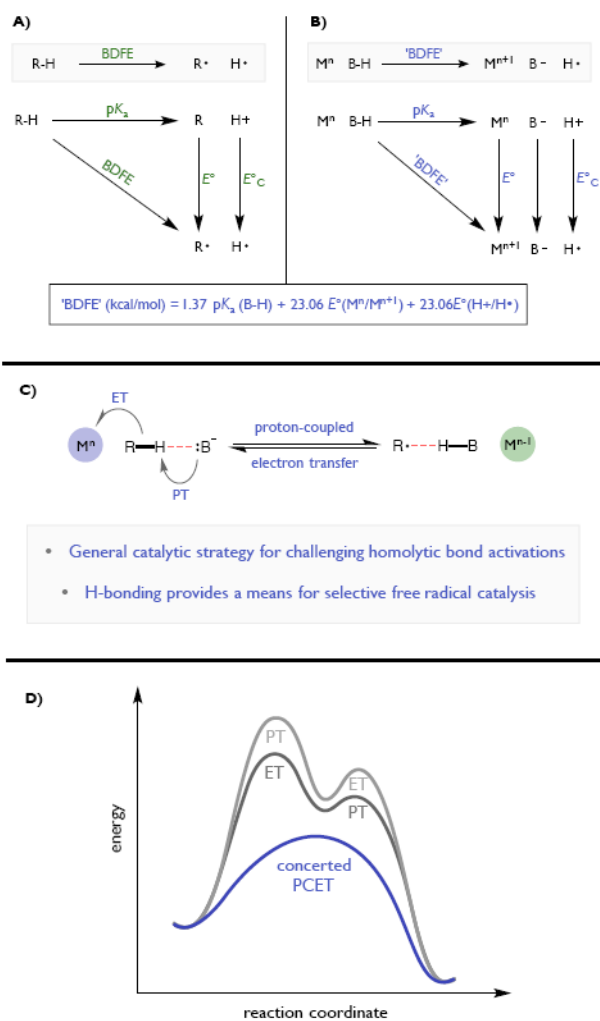 A)
BDFE
R-H R• H•
pKₐ
R-H R H+
BDFE E° E°C
R• H•
B)
'BDFE'
Mⁿ B-H Mⁿ⁺¹ B− H•
pKₐ
Mⁿ B-H Mⁿ B− H+
'BDFE' E° E°C
Mⁿ⁺¹ B− H•
'BDFE' (kcal/mol) = 1.37 pKₐ (B-H) + 23.06 E°(Mⁿ/Mⁿ⁺¹) + 23.06E°(H+/H•)
C)
ET
Mⁿ R−H---:B⁻ proton-coupled R•---H−B Mⁿ⁻¹
electron transfer
PT
• General catalytic strategy for challenging homolytic bond activations
• H-bonding provides a means for selective free radical catalysis
D)
energy
PT
ET
ET
PT
concerted
PCET
reaction coordinate